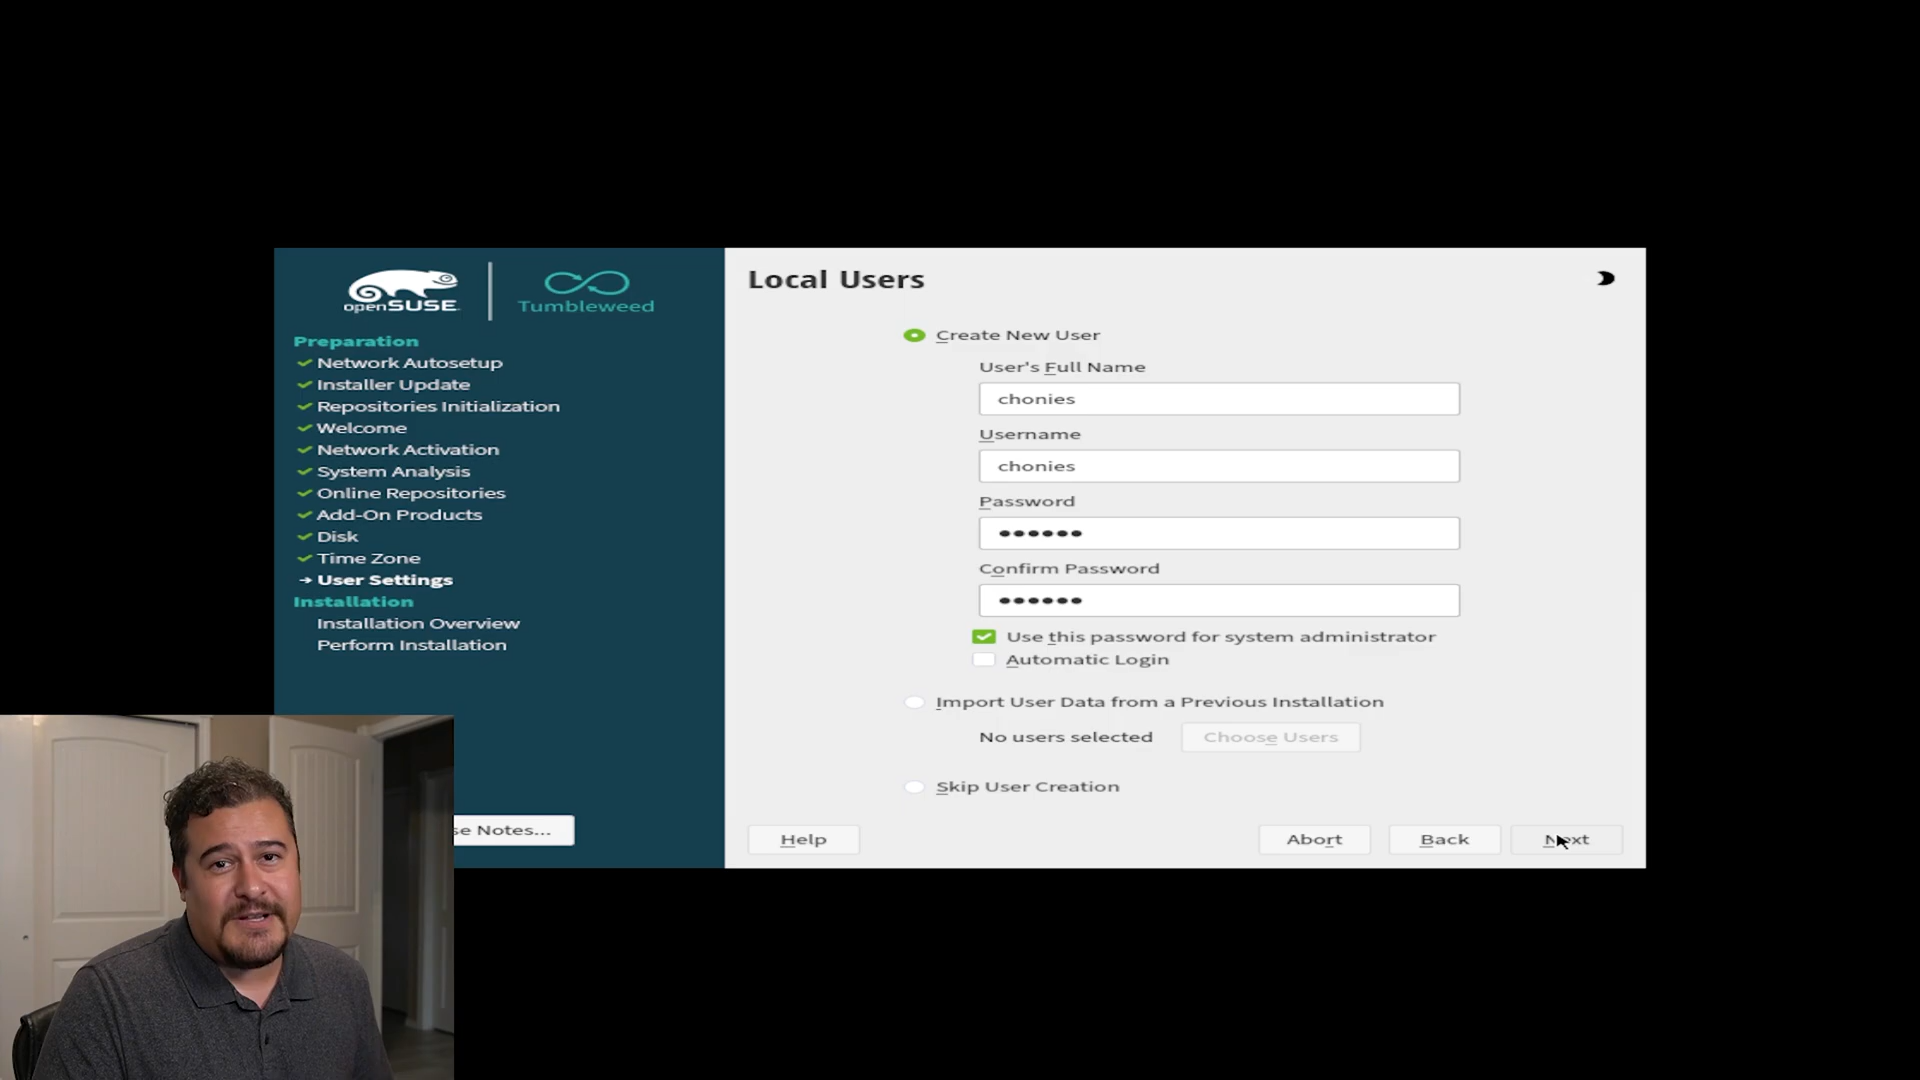 openSUSE
Tumbleweed
Preparation
Network Autosetup
Installer Update
Repositories Initialization
Welcome
Network Activation
System Analysis
Online Repositories
Add-On Products
Disk
Time Zone
User Settings
Installation
Installation Overview
Perform Installation
se Notes...
Local Users
Create New User
User's Full Name
chonies
Username
chonies
Password
••••••
Confirm Password
••••••
Use this password for system administrator
Automatic Login
Import User Data from a Previous Installation
No users selected
Choose Users
Skip User Creation
Help
Abort
Back
Next